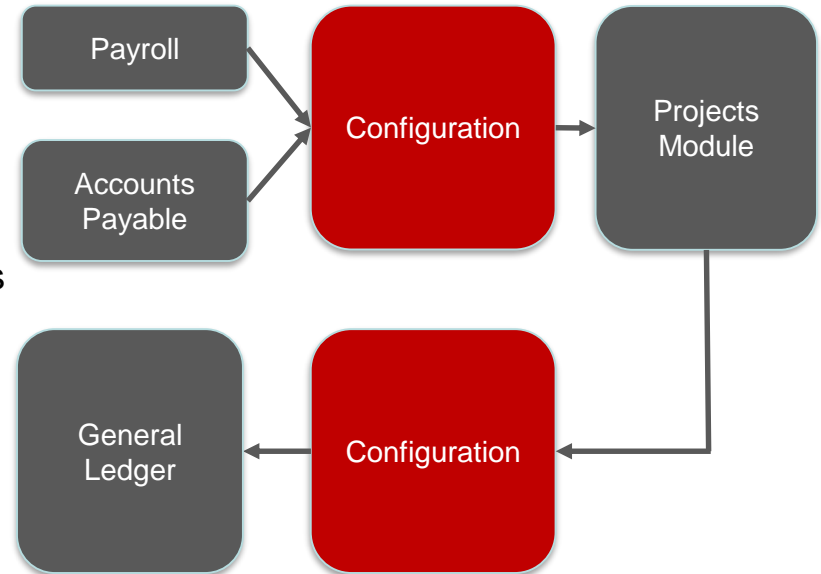 Payroll
Configuration
Projects
Module
Accounts
Payable
s
General
Ledger
Configuration